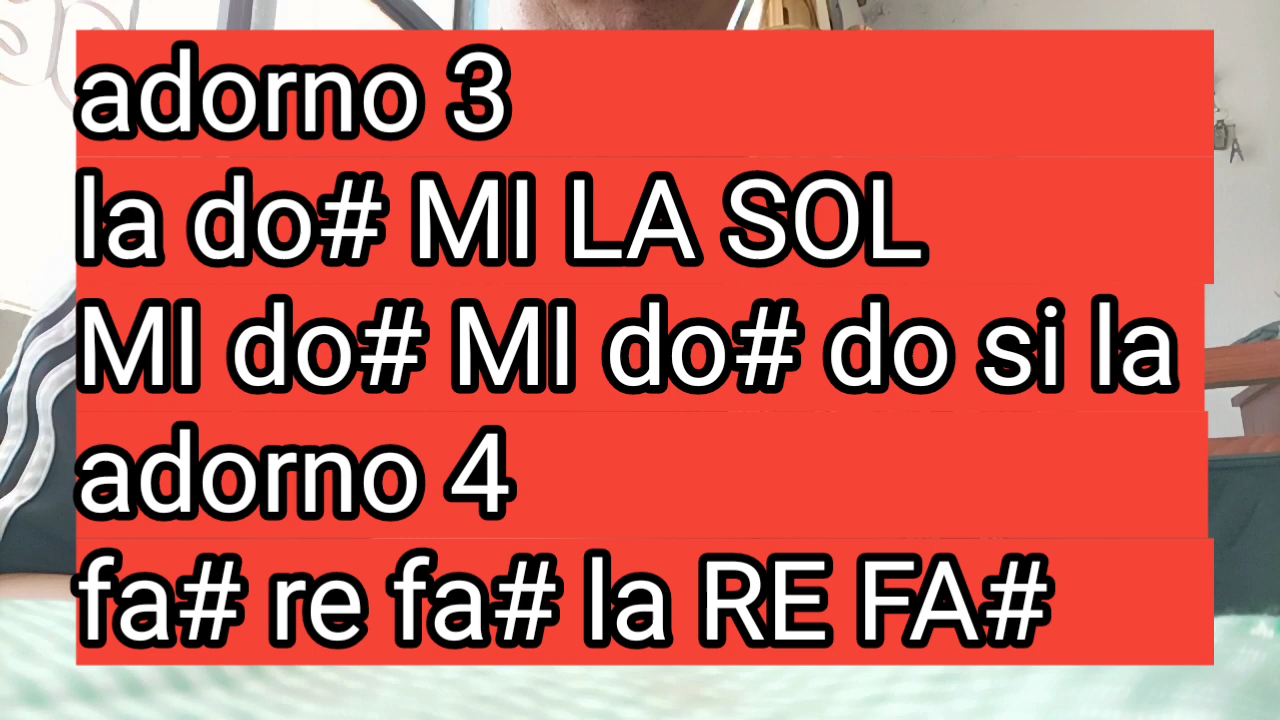 adorno 3
la do# MI LA SOL
MI do# MI do# do si la
adorno 4
fa# re fa# la RE FA#